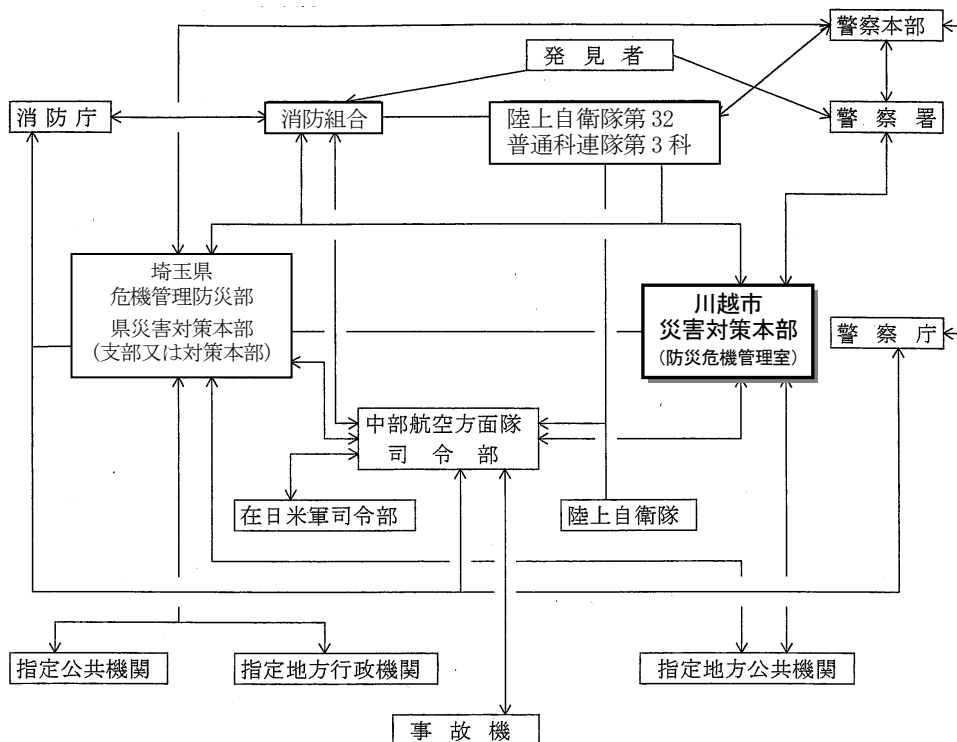 警察本部
発見者
消防庁
消防組合
陸上自衛隊第32
普通科連隊第3科
警察署
埼玉県
危機管理防災部
県災害対策本部
(支部又は対策本部)
川越市
災害対策本部
(防災危機管理室)
警察庁
中部航空方面隊
司令部
在日米軍司令部
陸上自衛隊
指定公共機関
指定地方行政機関
指定地方公共機関
事故機